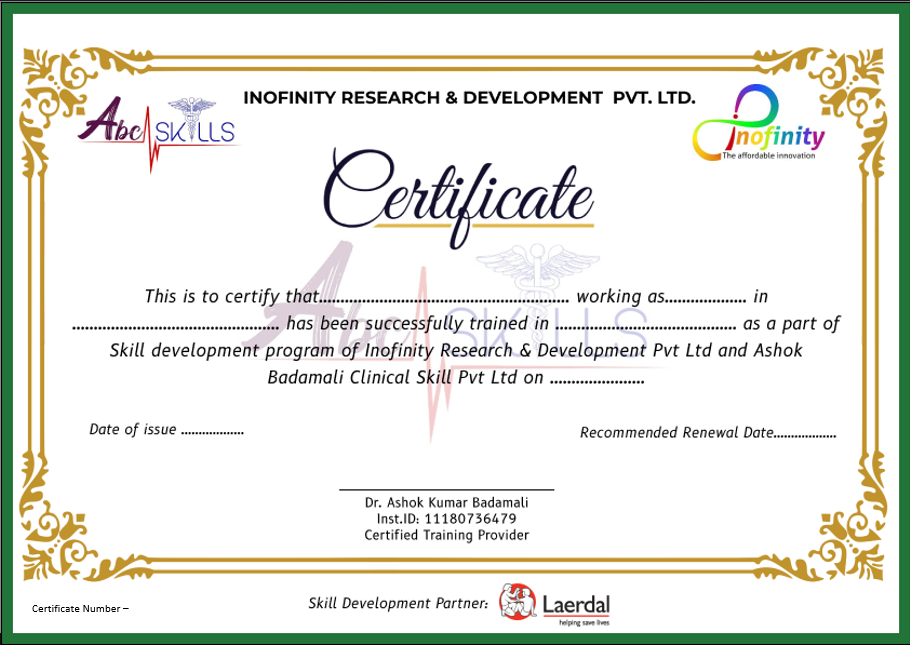 INOFINITY RESEARCH & DEVELOPMENT PVT. LTD.
Abc SKILLS
Inofinity
The affordable innovation
Certificate
Abc SKILLS
This is to certify that.......................................................... working as................... in
................................................ has been successfully trained in .......................................... as a part of
Skill development program of Inofinity Research & Development Pvt Ltd and Ashok
Badamali Clinical Skill Pvt Ltd on ......................
Date of issue ..................
Recommended Renewal Date..................
Dr. Ashok Kumar Badamali
Inst.ID: 11180736479
Certified Training Provider
Certificate Number –
Skill Development Partner:
Laerdal
helping save lives